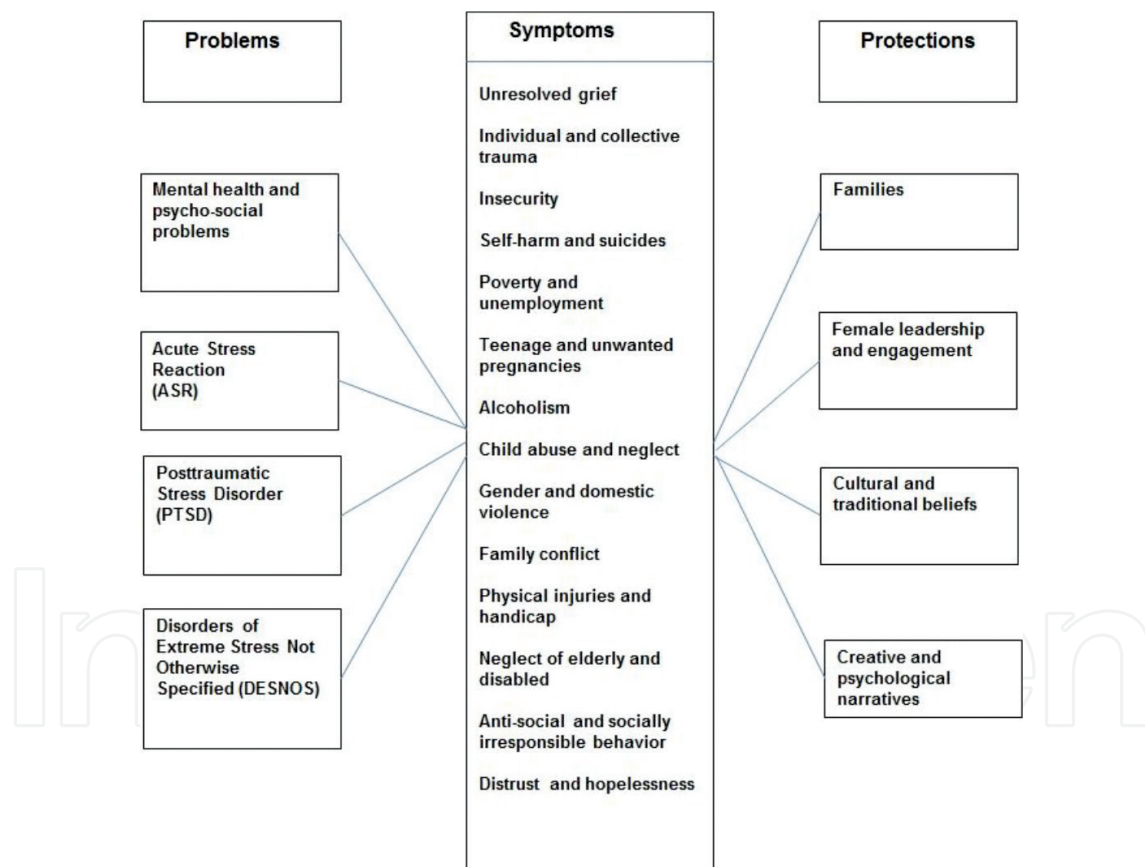 Problems
Mental health and
psycho-social
problems
Acute Stress
Reaction
(ASR)
Posttraumatic
Stress Disorder
(PTSD)
Disorders of
Extreme Stress Not
Otherwise
Specified (DESNOS)
Symptoms
Unresolved grief
Individual and collective
trauma
Insecurity
Self-harm and suicides
Poverty and
unemployment
Teenage and unwanted
pregnancies
Alcoholism
Child abuse and neglect
Gender and domestic
violence
Family conflict
Physical injuries and
handicap
Neglect of elderly and
disabled
Anti-social and socially
irresponsible behavior
Distrust and hopelessness
Protections
Families
Female leadership
and engagement
Cultural and
traditional beliefs
Creative and
psychological
narratives